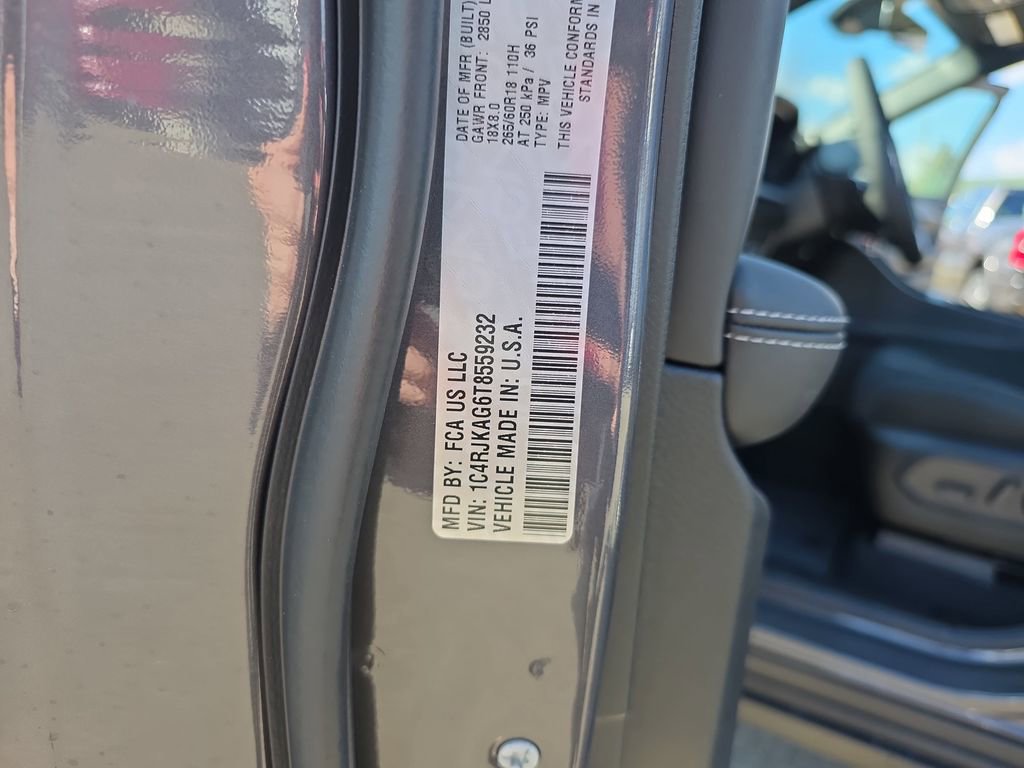 MFD BY: FCA US LLC
DATE OF MFR (BUILT)
GAWR FRONT: 2850
18X8.0
265/60R18 110H
AT 250 kPa / 36 PSI
TYPE: MPV
VIN: 1C4RJKAG6T8559232
VEHICLE MADE IN: U.S.A.
THIS VEHICLE
STANDARDS IN